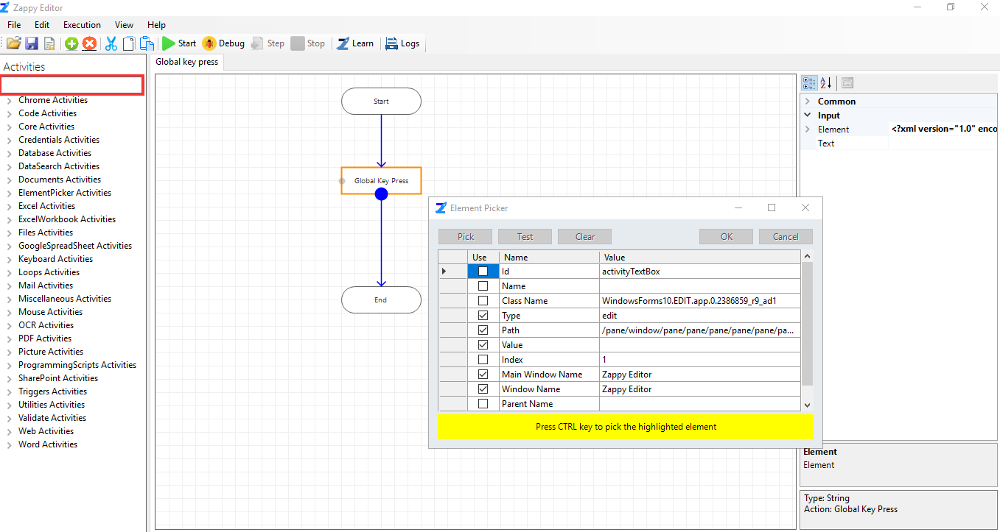 Zappy Editor
File Edit Execution View Help
Start Debug Step Stop Learn Logs
Activities
Chrome Activities
Code Activities
Core Activities
Credentials Activities
Database Activities
DataSearch Activities
Documents Activities
ElementPicker Activities
Excel Activities
ExcelWorkbook Activities
Files Activities
GoogleSpreadSheet Activities
Keyboard Activities
Loops Activities
Mail Activities
Miscellaneous Activities
Mouse Activities
OCR Activities
PDF Activities
Picture Activities
ProgrammingScripts Activities
SharePoint Activities
Triggers Activities
Utilities Activities
Validate Activities
Web Activities
Word Activities
Global key press
Start
Global Key Press
End
Element Picker
Pick Test Clear OK Cancel
Use Name Value
Id activityTextBox
Name
Class Name WindowsForms10.EDIT.app.0.2386859_r9_ad1
Type edit
Path /pane/window/pane/pane/pane/pane/pane/pa...
Value
Index 1
Main Window Name Zappy Editor
Window Name Zappy Editor
Parent Name
Press CTRL key to pick the highlighted element
Common
Input
Element <?xml version="1.0" enco
Text
Element
Element
Type: String
Action: Global Key Press